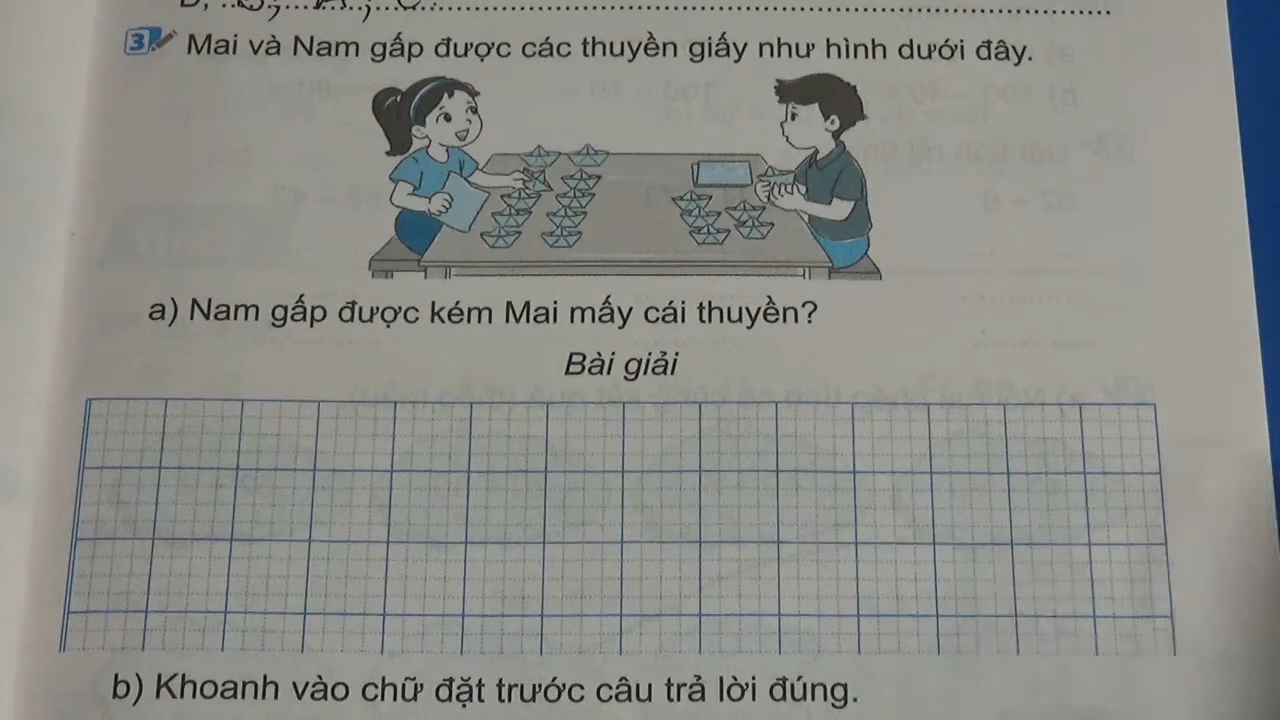 3 Mai và Nam gấp được các thuyền giấy như hình dưới đây.
a) Nam gấp được kém Mai mấy cái thuyền?
Bài giải
b) Khoanh vào chữ đặt trước câu trả lời đúng.